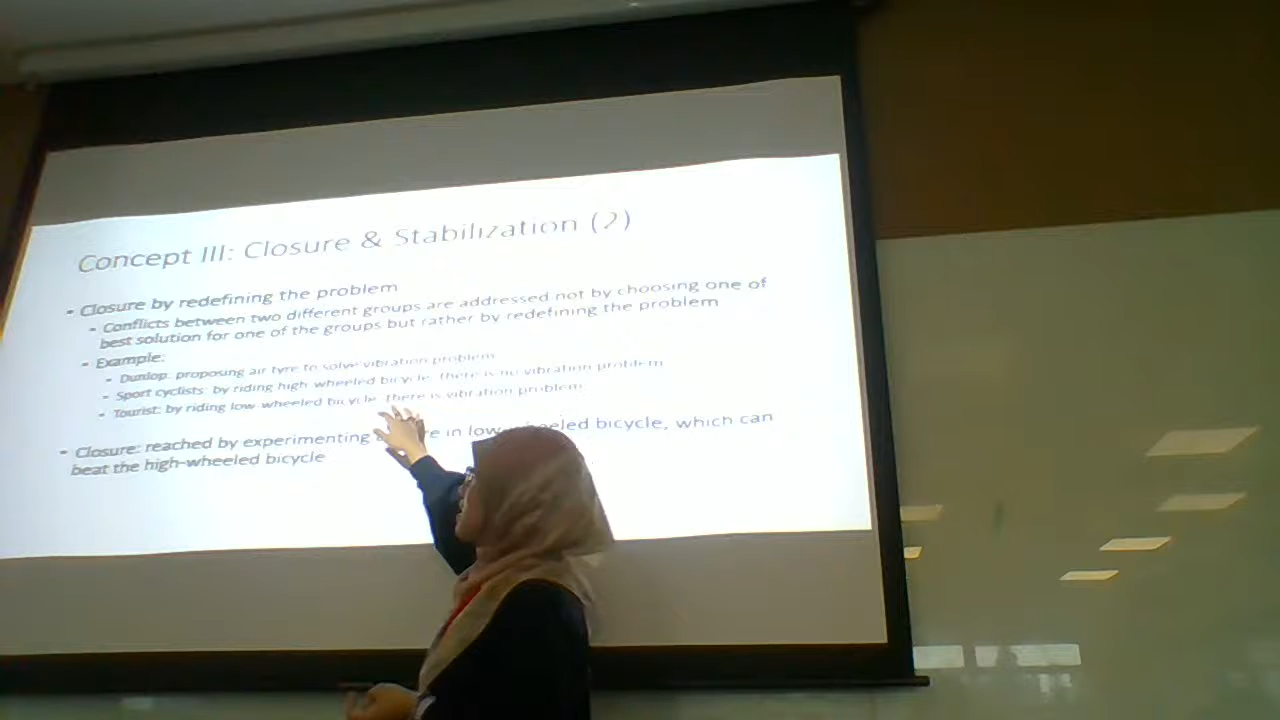 Concept III: Closure & Stabilization (2)
• Closure by redefining the problem
• Conflicts between two different groups are addressed not by choosing one of
best solution for one of the groups but rather by redefining the problem
• Example:
• Dunlop: proposing air tyre to solve vibration problem
• Sport cyclists: by riding high-wheeled bicycle, there is no vibration problem
• Tourist: by riding low-wheeled bicycle, there is vibration problem
• Closure: reached by experimenting in bicycle, which can
beat the high-wheeled bicycle